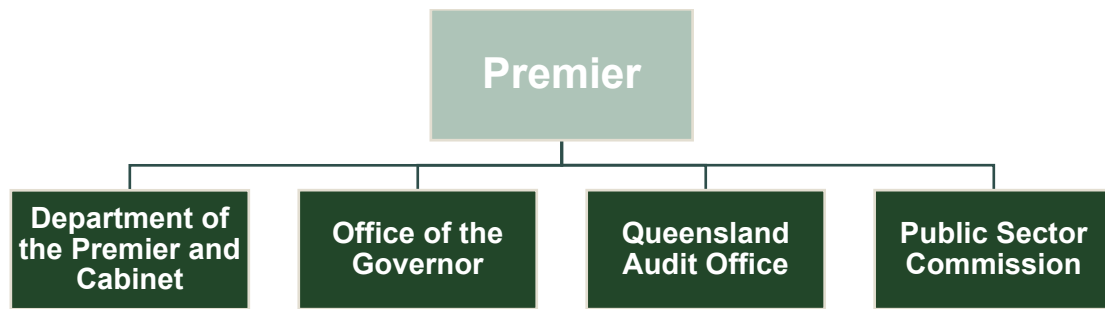 Premier
Department of
the Premier and
Cabinet
Office of the
Governor
Queensland
Audit Office
Public Sector
Commission